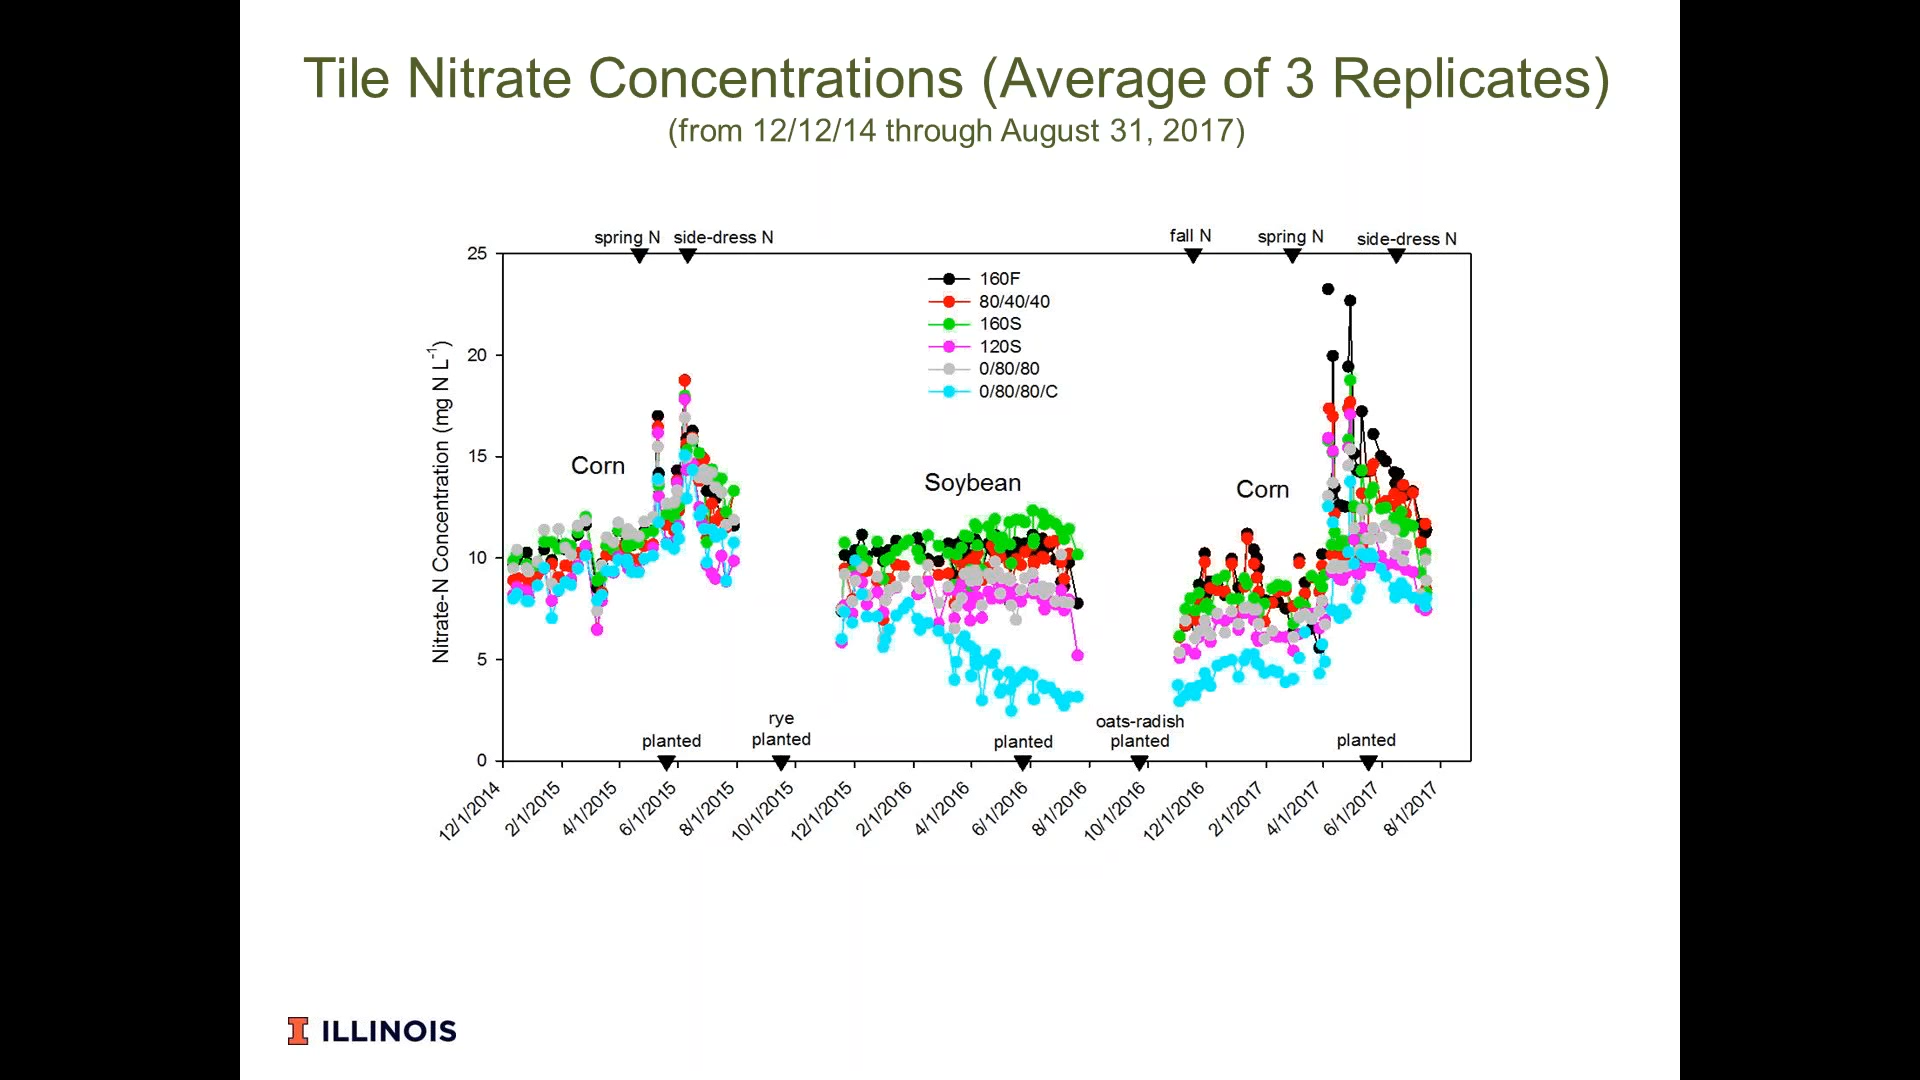 Tile Nitrate Concentrations (Average of 3 Replicates)
(from 12/12/14 through August 31, 2017)
spring N
side-dress N
fall N
spring N
side-dress N
25
20
15
10
5
0
Nitrate-N Concentration (mg N L-1)
160F
80/40/40
160S
120S
0/80/80
0/80/80/C
Corn
Soybean
Corn
planted
rye
planted
planted
oats-radish
planted
planted
12/1/2014
2/1/2015
4/1/2015
6/1/2015
8/1/2015
10/1/2015
12/1/2015
2/1/2016
4/1/2016
6/1/2016
8/1/2016
10/1/2016
12/1/2016
2/1/2017
4/1/2017
6/1/2017
8/1/2017
I ILLINOIS